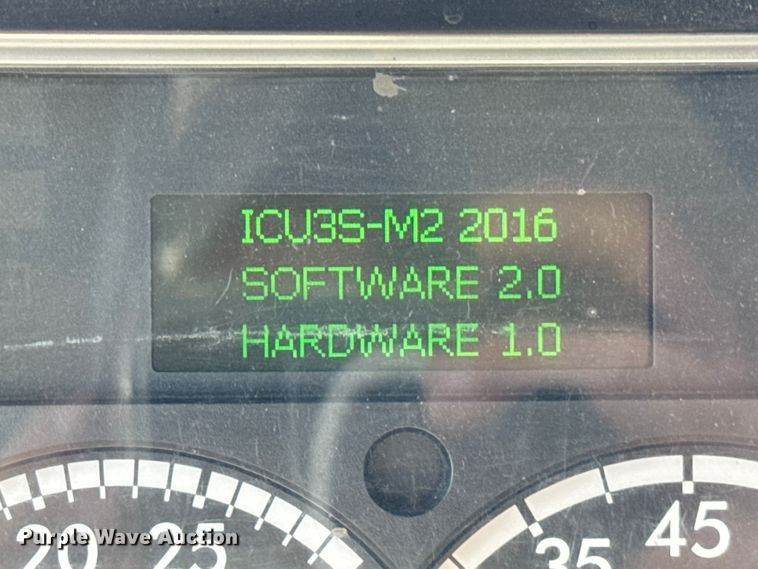 ICU3S-M2 2016
SOFTWARE 2.0
HARDWARE 1.0
20 25
35 45
Purple Wave Auction